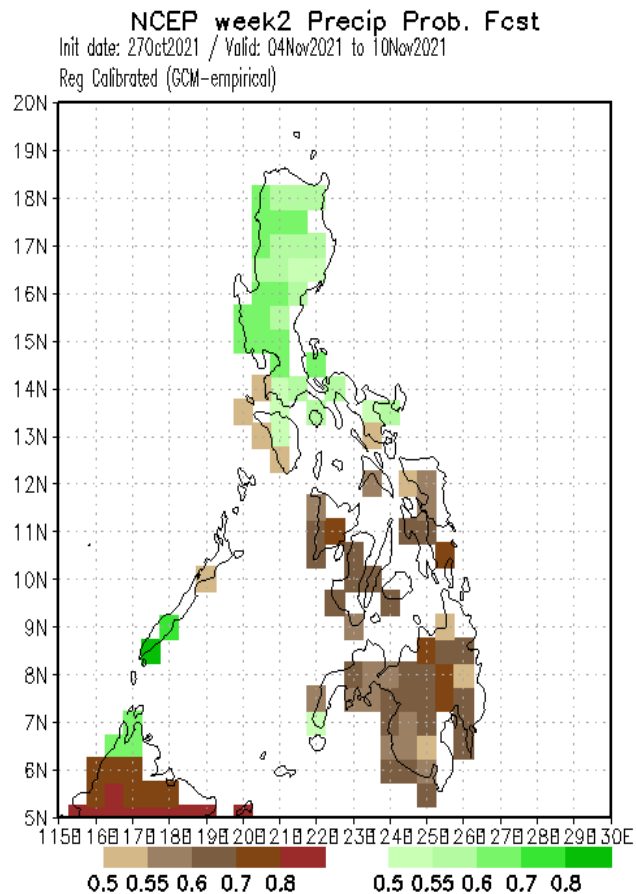 NCEP week2 Precip Prob. Fcst
Init date: 27Oct2021 / Valid: 04Nov2021 to 10Nov2021
Reg Calibrated (GCM-empirical)
20N
19N
18N
17N
16N
15N
14N
13N
12N
11N
10N
9N
8N
7N
6N
5N
115E 116E 117E 118E 119E 120E 121E 122E 123E 124E 125E 126E 127E 128E 129E 130E
0.5 0.55 0.6 0.7 0.8 0.5 0.55 0.6 0.7 0.8